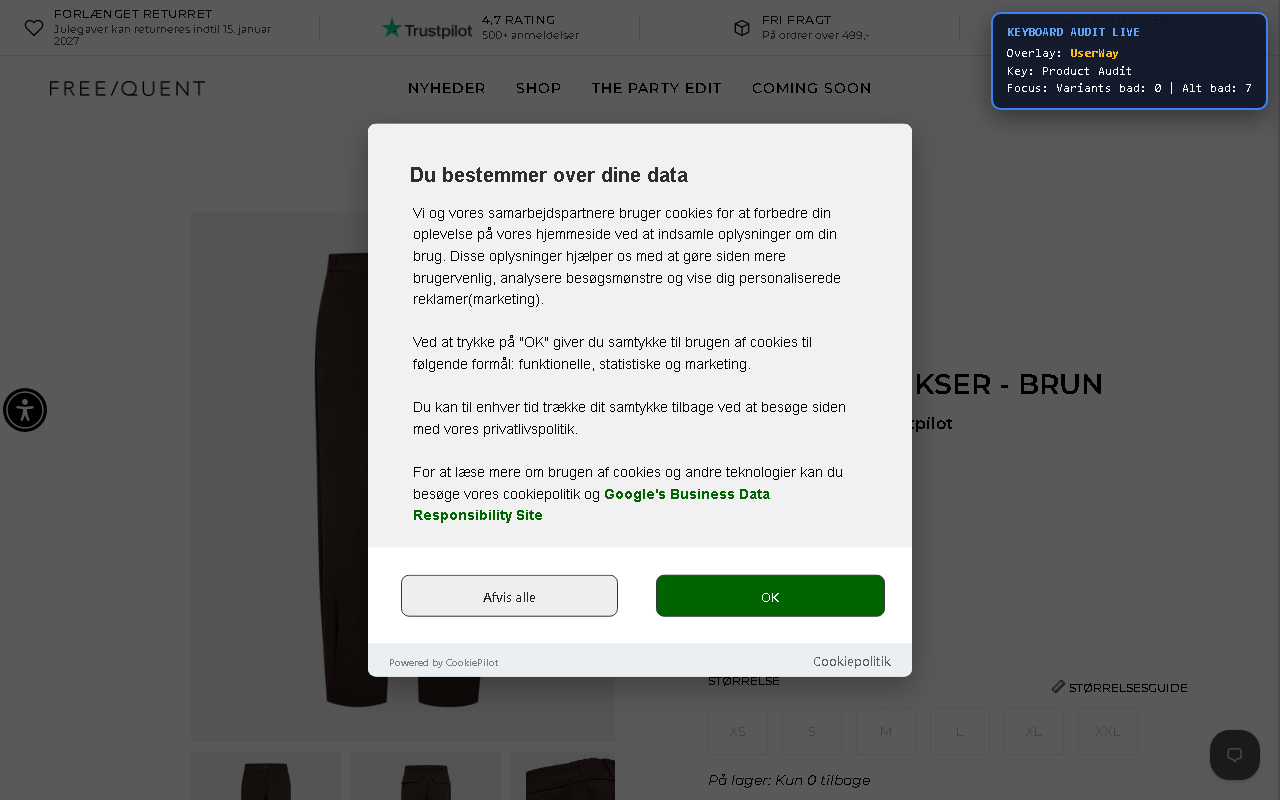 FORLÆNGET RETURRET
Julegaver kan returneres indtil 15. januar
2027
Trustpilot
4,7 RATING
500+ anmeldelser
FRI FRAGT
På ordrer over 499,-
KEYBOARD AUDIT LIVE
Overlay: UserWay
Key: Product Audit
Focus: Variants bad: 0 | Alt bad: 7
FREE/QUENT
NYHEDER
SHOP
THE PARTY EDIT
COMING SOON
Du bestemmer over dine data
Vi og vores samarbejdspartnere bruger cookies for at forbedre din
oplevelse på vores hjemmeside ved at indsamle oplysninger om din
brug. Disse oplysninger hjælper os med at gøre siden mere
brugervenlig, analysere besøgsmønstre og vise dig personaliserede
reklamer(marketing).
Ved at trykke på "OK" giver du samtykke til brugen af cookies til
følgende formål: funktionelle, statistiske og marketing.
Du kan til enhver tid trække dit samtykke tilbage ved at besøge siden
med vores privatlivspolitik.
For at læse mere om brugen af cookies og andre teknologier kan du
besøge vores cookiepolitik og Google's Business Data
Responsibility Site
Afvis alle
OK
Powered by CookiePilot
Cookiepolitik
KSER - BRUN
tpilot
STØRRELSE
STØRRELSESGUIDE
XS
S
M
L
XL
XXL
På lager: Kun 0 tilbage